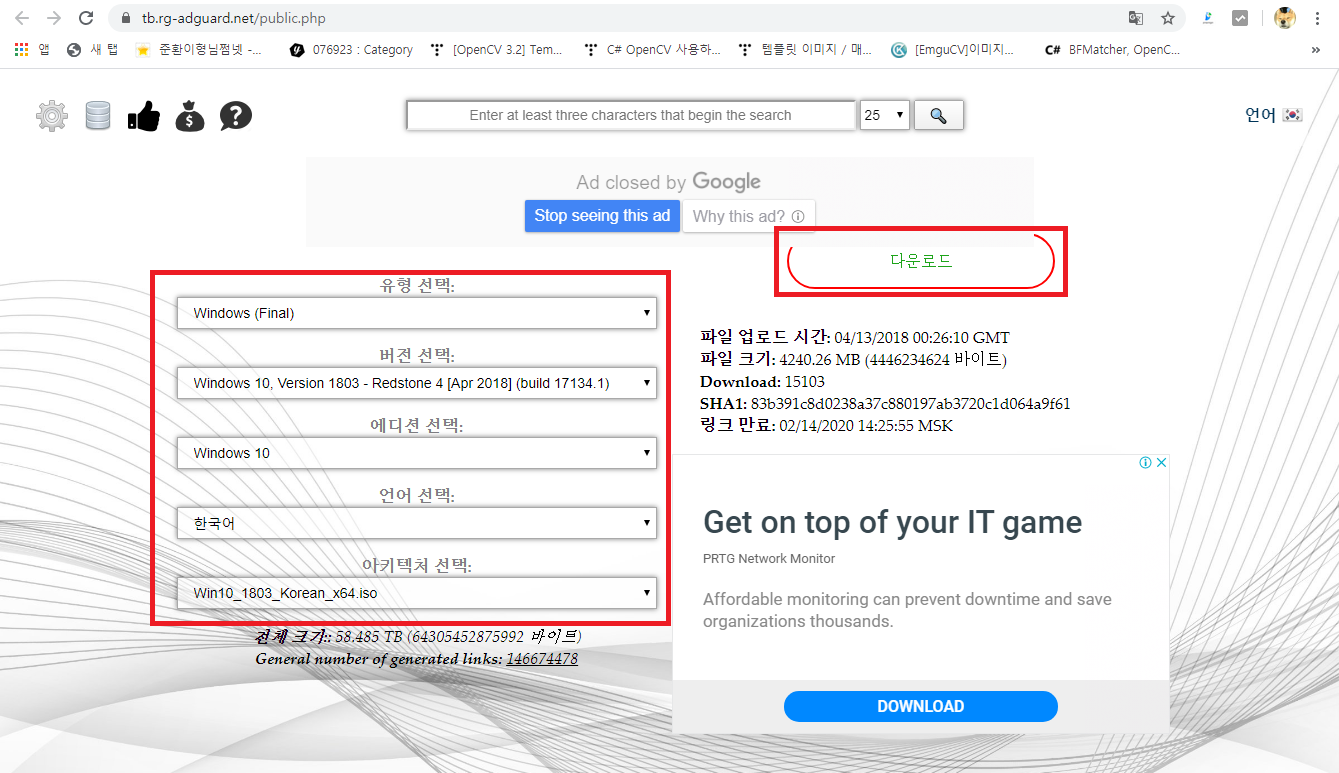 tb.rg-adguard.net/public.php
앱 새 탭 준환이형님쩜넷 -... 076923 : Category [OpenCV 3.2] Tem... C# OpenCV 사용하... 템플릿 이미지 / 매... [EmguCV]이미지... C# BFMatcher, OpenC... »
Enter at least three characters that begin the search 25 언어
Ad closed by Google
Stop seeing this ad Why this ad?
다운로드
유형 선택:
Windows (Final)
버전 선택:
Windows 10, Version 1803 - Redstone 4 [Apr 2018] (build 17134.1)
에디션 선택:
Windows 10
언어 선택:
한국어
아키텍처 선택:
Win10_1803_Korean_x64.iso
전체 크기:: 58.485 TB (64305452875992 바이트)
General number of generated links: 146674478
파일 업로드 시간: 04/13/2018 00:26:10 GMT
파일 크기: 4240.26 MB (4446234624 바이트)
Download: 15103
SHA1: 83b391c8d0238a37c880197ab3720c1d064a9f61
링크 만료: 02/14/2020 14:25:55 MSK
Get on top of your IT game
PRTG Network Monitor
Affordable monitoring can prevent downtime and save
organizations thousands.
DOWNLOAD